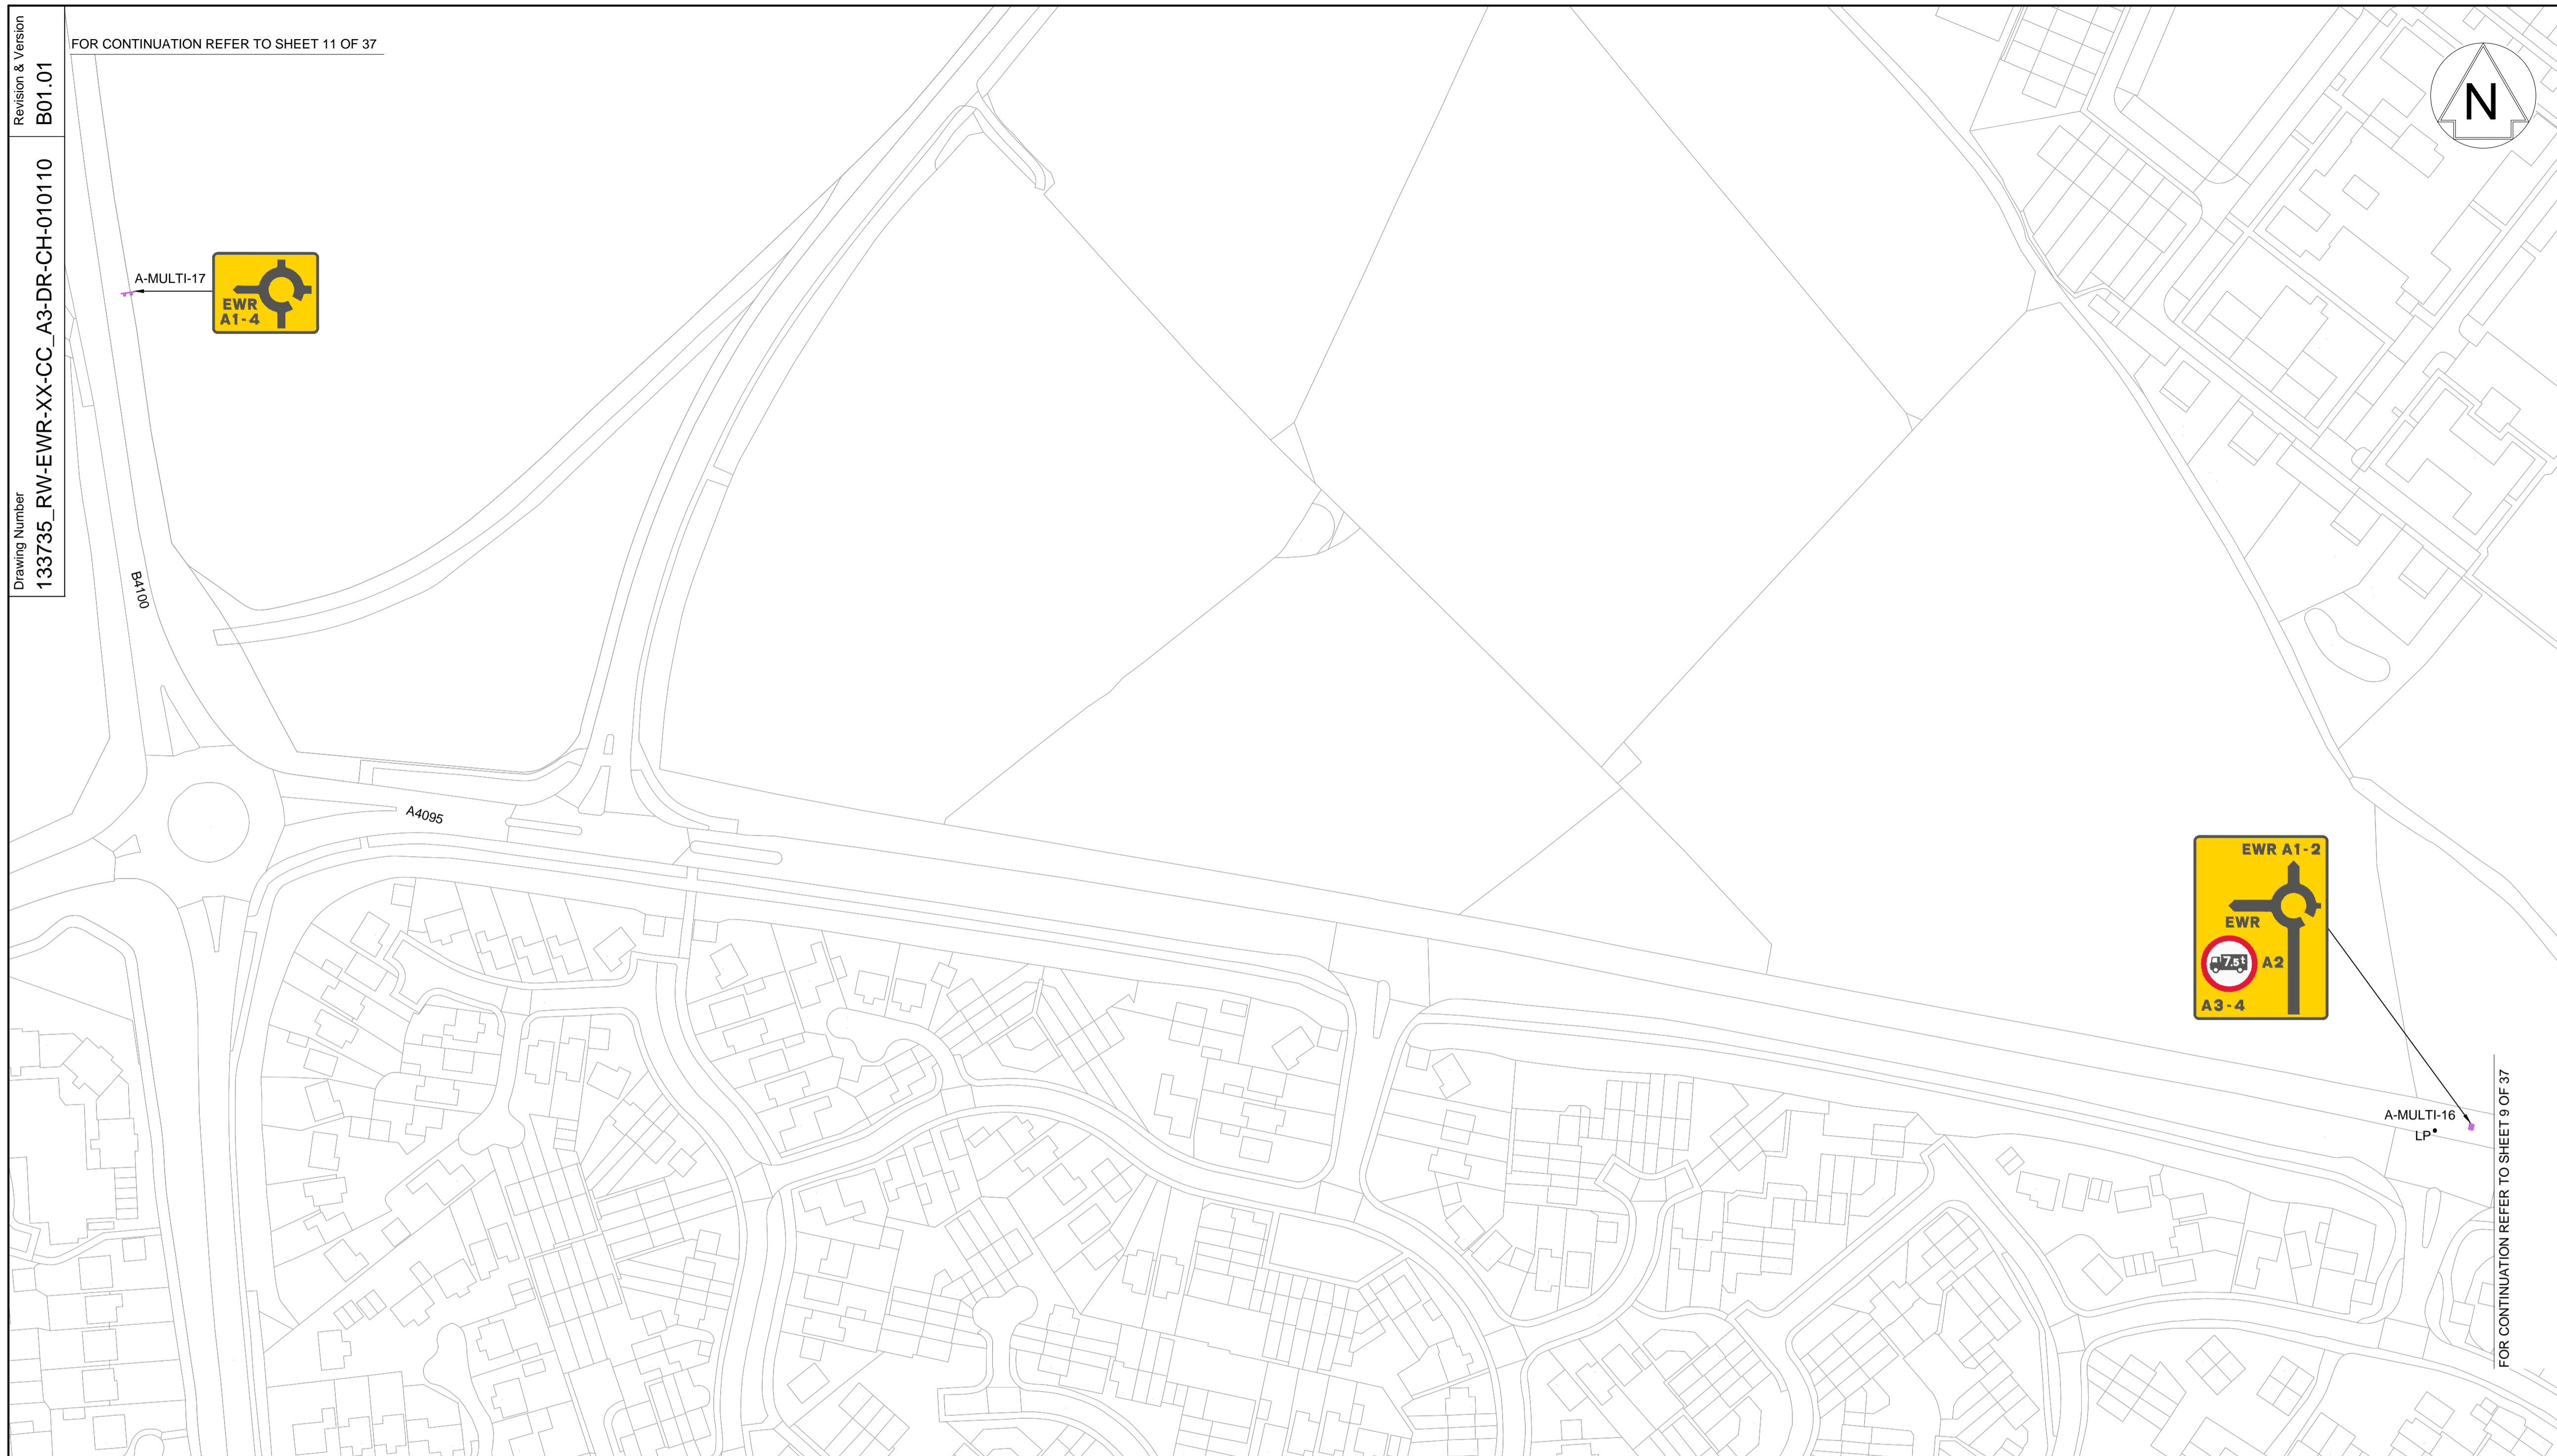 Revision & Version
B01.01
Drawing Number
133735_RW-EWR-XX-CC_A3-DR-CH-010110
FOR CONTINUATION REFER TO SHEET 11 OF 37
N
A-MULTI-17
EWR
A1-4
B4100
A4095
EWR A1-2
EWR
7.5t
A2
A3-4
A-MULTI-16
LP
FOR CONTINUATION REFER TO SHEET 9 OF 37